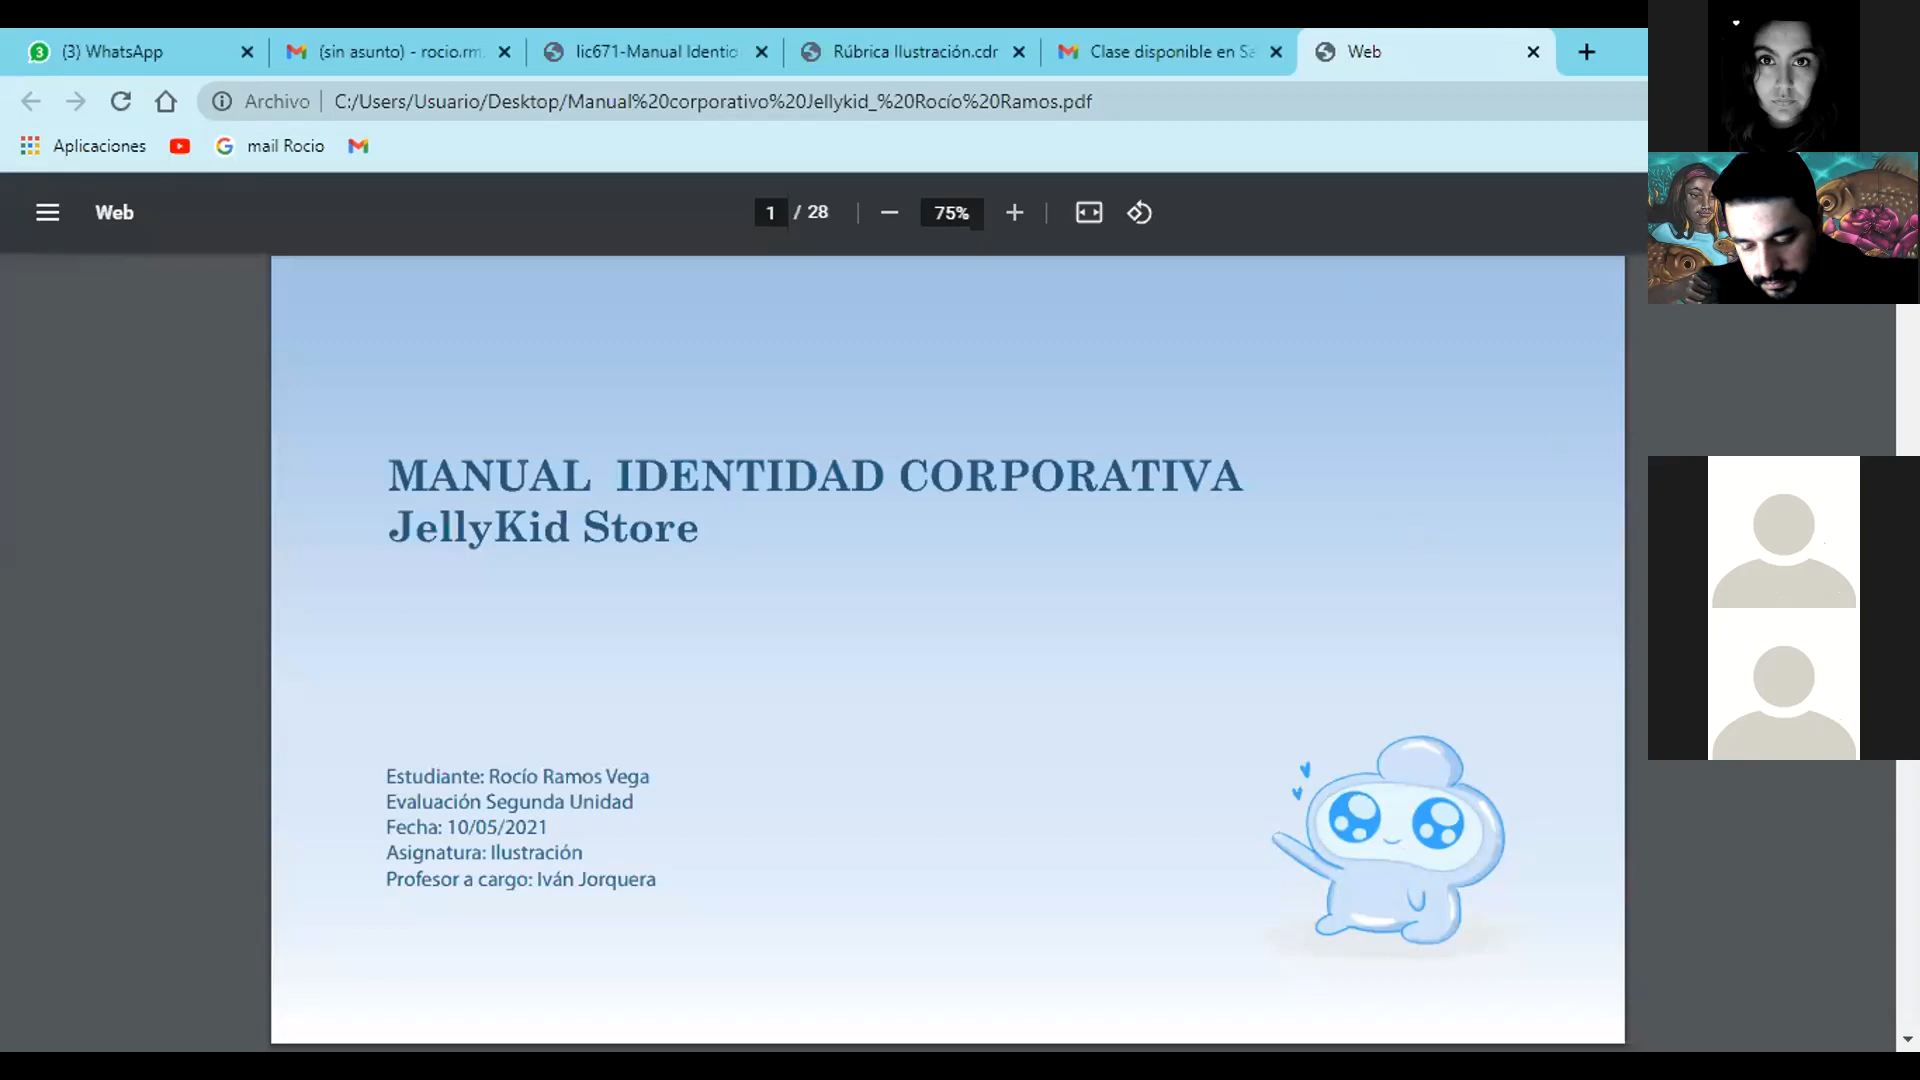 (3) WhatsApp
(sin asunto) - rocio.rm
lic671-Manual Identid
Rúbrica Ilustración.cdr
Clase disponible en Sa
Web
Archivo
C:/Users/Usuario/Desktop/Manual%20corporativo%20Jellykid_%20Rocío%20Ramos.pdf
Aplicaciones
mail Rocio
Web
1 / 28
75%
MANUAL IDENTIDAD CORPORATIVA
JellyKid Store
Estudiante: Rocío Ramos Vega
Evaluación Segunda Unidad
Fecha: 10/05/2021
Asignatura: Ilustración
Profesor a cargo: Iván Jorquera